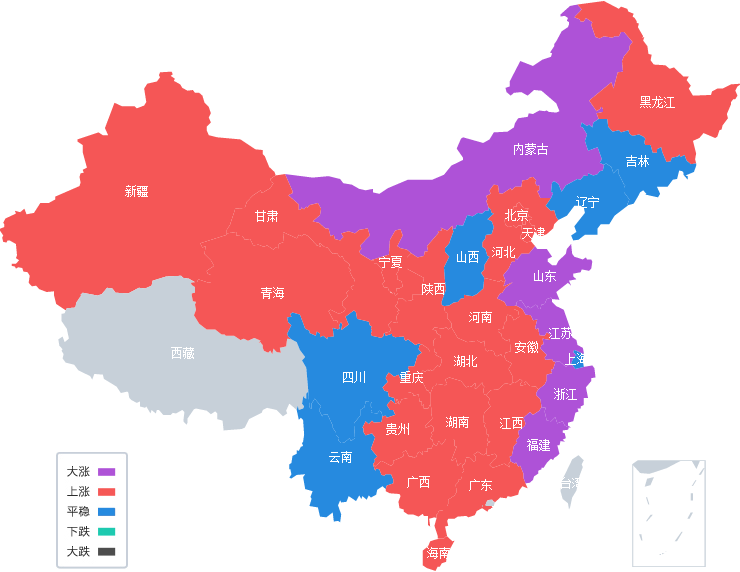 黑龙江
内蒙古
吉林
新疆
辽宁
北京
甘肃
天津
河北
山西
宁夏
山东
陕西
青海
河南
江苏
安徽
西藏
上海
湖北
四川
重庆
浙江
湖南
江西
贵州
福建
云南
广西
广东
台湾
海南
大涨
上涨
平稳
下跌
大跌